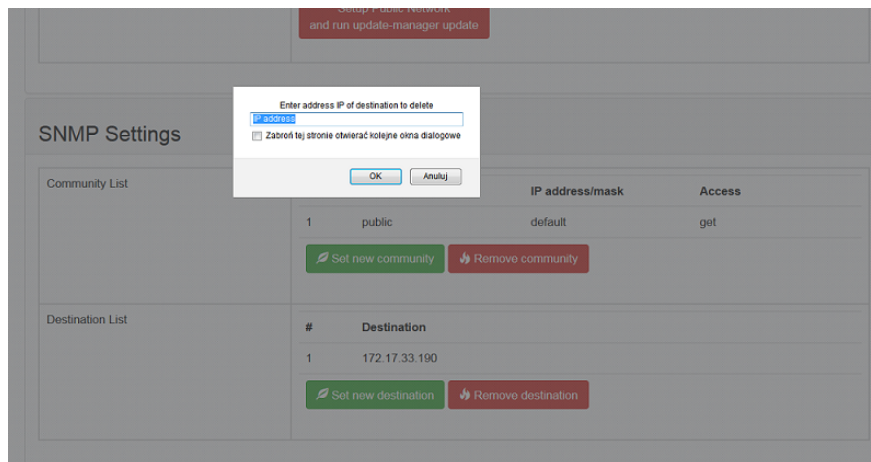 Setup Public Network
and run update-manager update
Enter address IP of destination to delete
IP address
Zabroń tej stronie otwierać kolejne okna dialogowe
OK Anuluj
SNMP Settings
Community List
IP address/mask Access
1 public default get
Set new community Remove community
Destination List
# Destination
1 172.17.33.190
Set new destination Remove destination